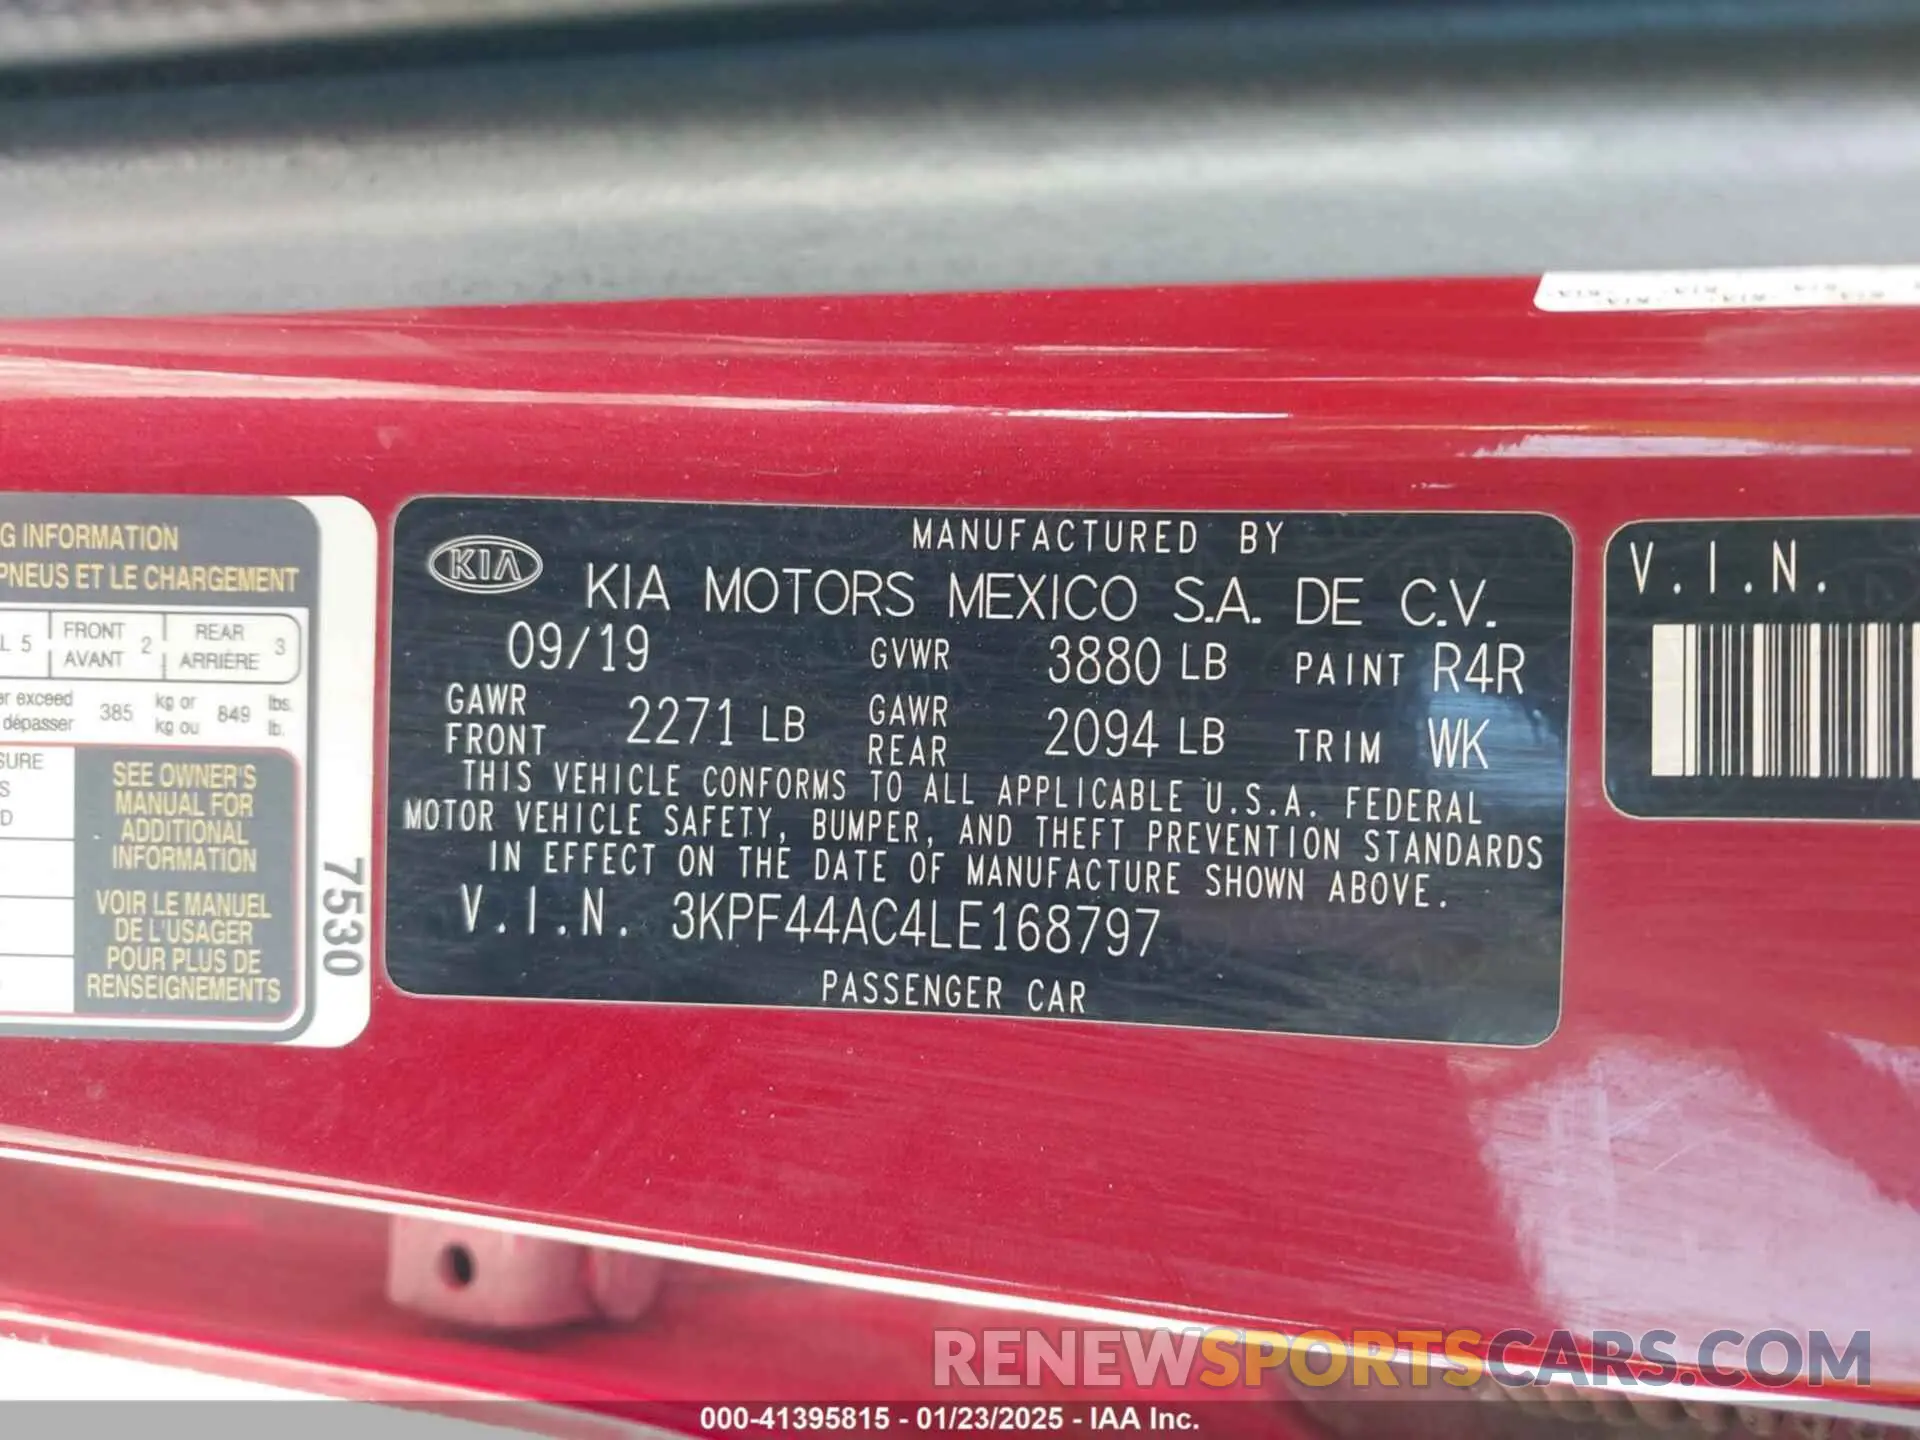 G INFORMATION
PNEUS ET LE CHARGEMENT
L 5 FRONT AVANT 2 REAR ARRIÈRE 3
er exceed 385 kg or 849 lbs.
dépasser kg ou lb.
SURE
S
D
SEE OWNER'S
MANUAL FOR
ADDITIONAL
INFORMATION
VOIR LE MANUEL
DE L'USAGER
POUR PLUS DE
RENSEIGNEMENTS
7530
KIA
MANUFACTURED BY
KIA MOTORS MEXICO S.A. DE C.V.
09/19 GVWR 3880 LB PAINT R4R
GAWR FRONT 2271 LB GAWR REAR 2094 LB TRIM WK
THIS VEHICLE CONFORMS TO ALL APPLICABLE U.S.A. FEDERAL
MOTOR VEHICLE SAFETY, BUMPER, AND THEFT PREVENTION STANDARDS
IN EFFECT ON THE DATE OF MANUFACTURE SHOWN ABOVE.
V.I.N. 3KPF44AC4LE168797
PASSENGER CAR
V.I.N.
RENEWSPORTSCARS.COM
000-41395815 - 01/23/2025 - IAA Inc.